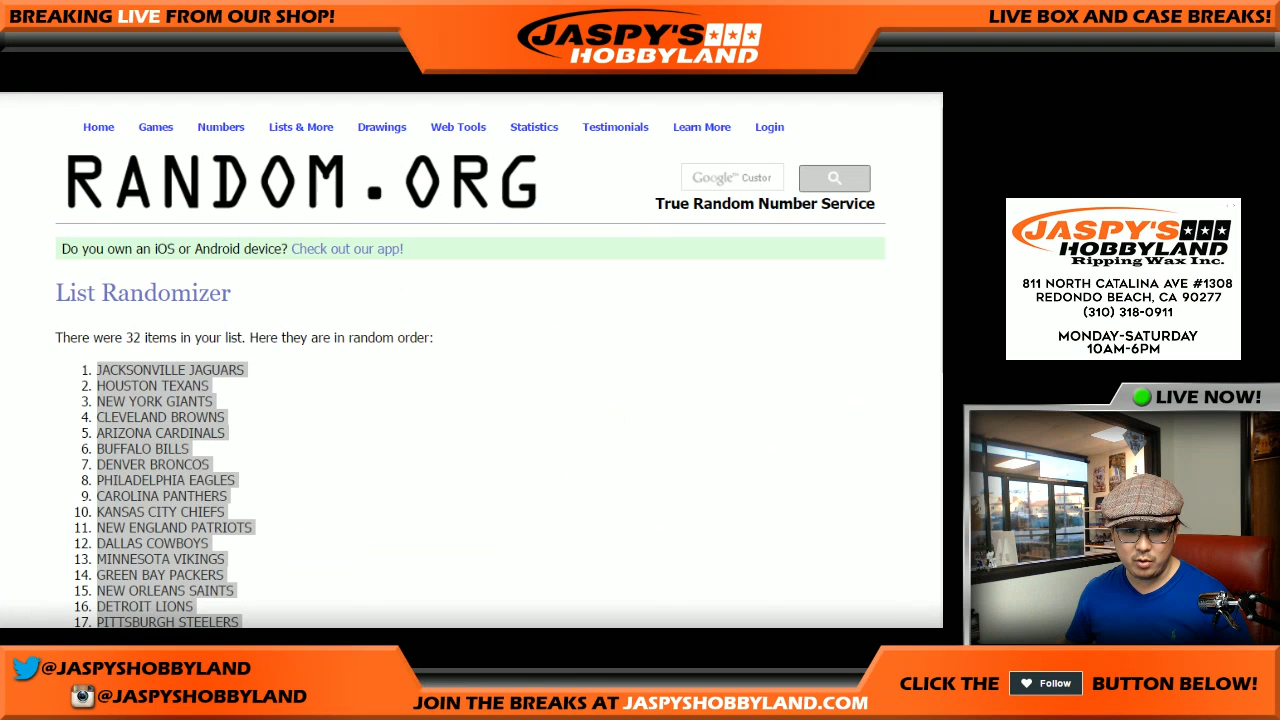 BREAKING LIVE FROM OUR SHOP!
JASPY'S
HOBBYLAND
LIVE BOX AND CASE BREAKS!
Home Games Numbers Lists & More Drawings Web Tools Statistics Testimonials Learn More Login
RANDOM.ORG
Google™ Custor
True Random Number Service
Do you own an iOS or Android device? Check out our app!
List Randomizer
There were 32 items in your list. Here they are in random order:
1. JACKSONVILLE JAGUARS
2. HOUSTON TEXANS
3. NEW YORK GIANTS
4. CLEVELAND BROWNS
5. ARIZONA CARDINALS
6. BUFFALO BILLS
7. DENVER BRONCOS
8. PHILADELPHIA EAGLES
9. CAROLINA PANTHERS
10. KANSAS CITY CHIEFS
11. NEW ENGLAND PATRIOTS
12. DALLAS COWBOYS
13. MINNESOTA VIKINGS
14. GREEN BAY PACKERS
15. NEW ORLEANS SAINTS
16. DETROIT LIONS
17. PITTSBURGH STEELERS
JASPY'S
HOBBYLAND
Ripping Wax Inc.
811 NORTH CATALINA AVE #1308
REDONDO BEACH, CA 90277
(310) 318-0911
MONDAY-SATURDAY
10AM-6PM
LIVE NOW!
@JASPYSHOBBYLAND
@JASPYSHOBBYLAND
JOIN THE BREAKS AT JASPYSHOBBYLAND.COM
CLICK THE Follow BUTTON BELOW!